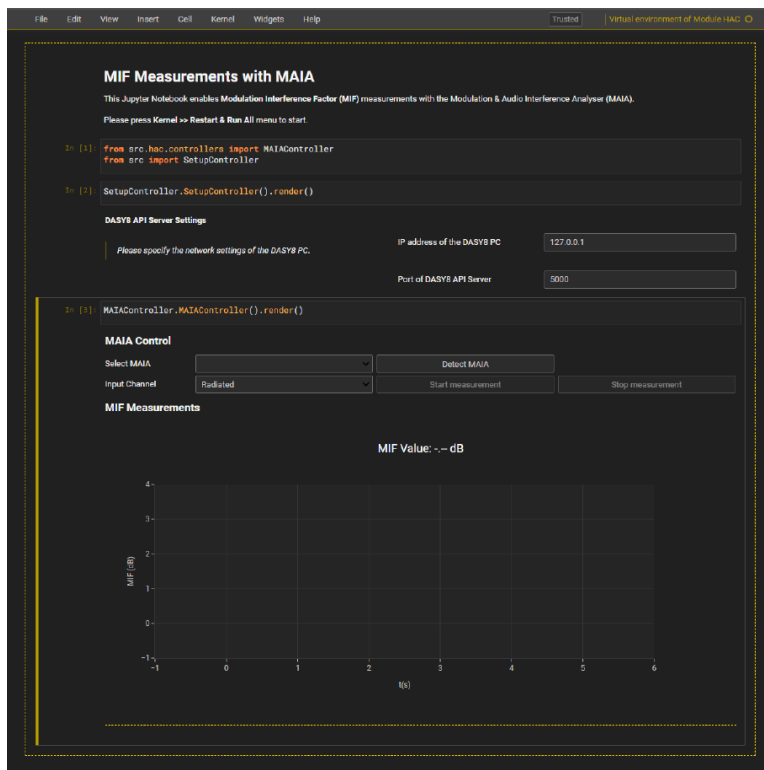 File Edit View Insert Cell Kernel Widgets Help Trusted Virtual environment of Module HAC
MIF Measurements with MAIA
This Jupyter Notebook enables Modulation Interference Factor (MIF) measurements with the Modulation & Audio Interference Analyser (MAIA).
Please press Kernel >> Restart & Run All menu to start.
In [1]: from src.hac.controllers import MAIAController
from src import SetupController
In [2]: SetupController.SetupController().render()
DASY8 API Server Settings
Please specify the network settings of the DASY8 PC.
IP address of the DASY8 PC 127.0.0.1
Port of DASY8 API Server 5000
In [3]: MAIAController.MAIAController().render()
MAIA Control
Select MAIA Detect MAIA
Input Channel Radiated Start measurement Stop measurement
MIF Measurements
MIF Value: -.-- dB
4
3
2
1
0
−1
MIF (dB)
−1 0 1 2 3 4 5 6
t(s)